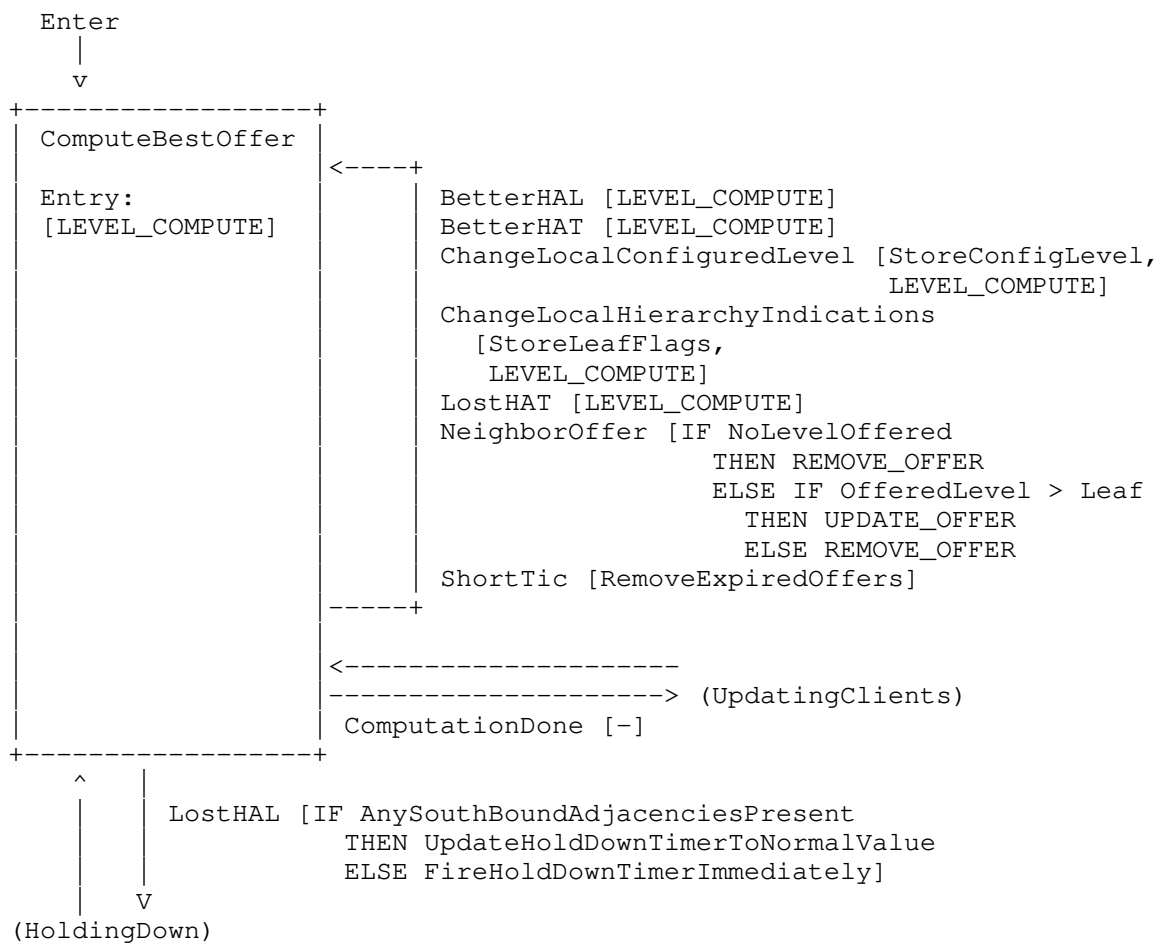 Enter
ComputeBestOffer
Entry:
[LEVEL_COMPUTE]
BetterHAL [LEVEL_COMPUTE]
BetterHAT [LEVEL_COMPUTE]
ChangeLocalConfiguredLevel [StoreConfigLevel,
LEVEL_COMPUTE]
ChangeLocalHierarchyIndications
[StoreLeafFlags,
LEVEL_COMPUTE]
LostHAT [LEVEL_COMPUTE]
NeighborOffer [IF NoLevelOffered
THEN REMOVE_OFFER
ELSE IF OfferedLevel > Leaf
THEN UPDATE_OFFER
ELSE REMOVE_OFFER
ShortTic [RemoveExpiredOffers]
(UpdatingClients)
ComputationDone [-]
LostHAL [IF AnySouthBoundAdjacenciesPresent
THEN UpdateHoldDownTimerToNormalValue
ELSE FireHoldDownTimerImmediately]
(HoldingDown)